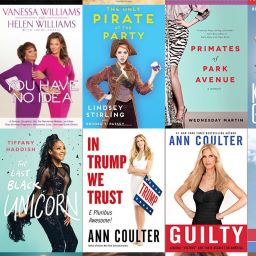 VANESSA WILLIAMS
HELEN WILLIAMS
YOU HAVE
NO IDEA
THE ONLY
PIRATE
AT THE
PARTY
LINDSEY
STIRLING
PRIMATES
of
PARK
AVENUE
WEDNESDAY MARTIN
TIFFANY
HADDISH
THE
LAST
BLACK
UNICORN
IN
TRUMP
WE
TRUST
E Pluribus
Awesome!
TRUMP
ANN COULTER
ANN COULTER
GUILTY